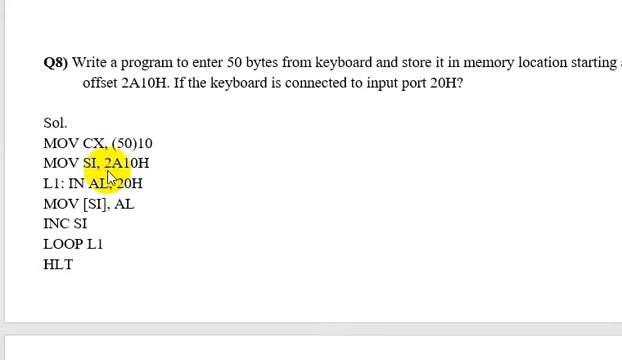 Q8) Write a program to enter 50 bytes from keyboard and store it in memory location starting
offset 2A10H. If the keyboard is connected to input port 20H?
Sol.
MOV CX, (50)10
MOV SI, 2A10H
L1: IN AL, 20H
MOV [SI], AL
INC SI
LOOP L1
HLT